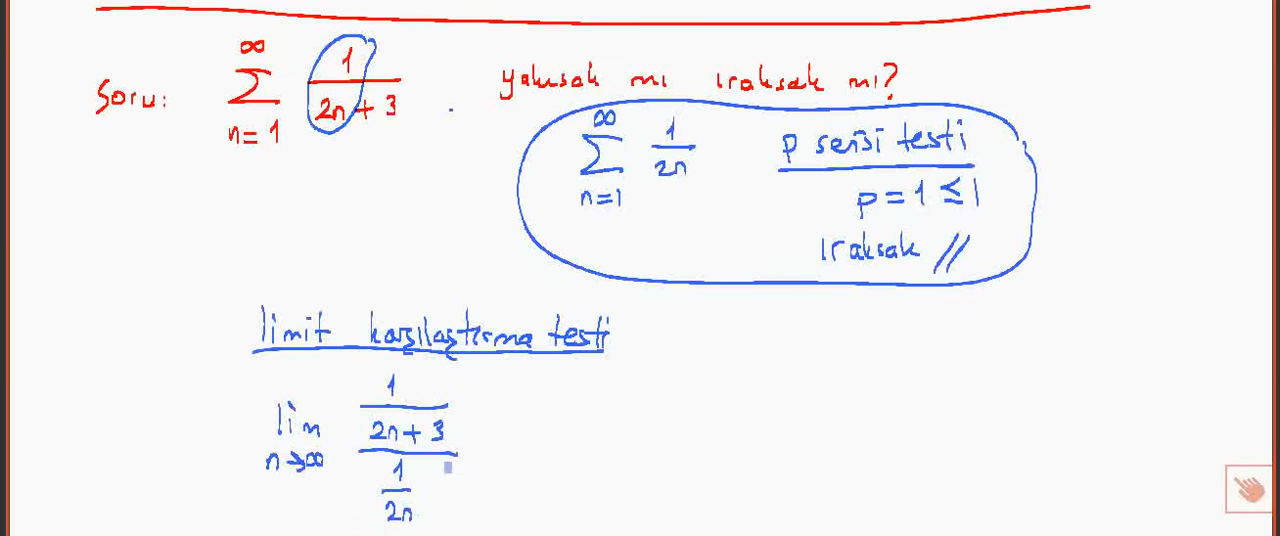 Soru: ∞ ∑ n=1 1/(2n+3) . yakısak mı ıraksak mı?
∞ ∑ n=1 1/2n p serisi testi
p = 1 ≤ 1
ıraksak //
limit karşılaştırma testi
lim n→∞ (1/(2n+3))/(1/2n)